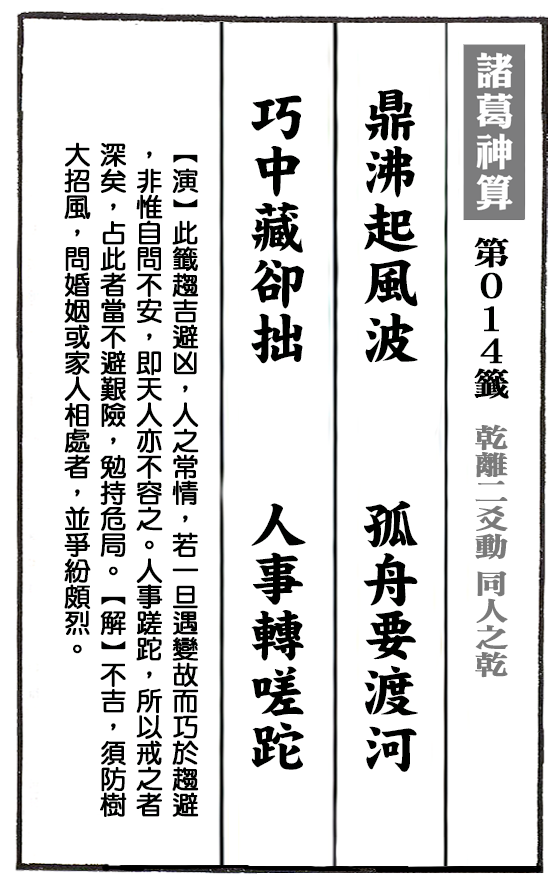 諸葛神算 第014籤 乾離二爻動 同人之乾
鼎沸起風波 孤舟要渡河
巧中藏卻拙 人事轉嗟跎
【演】此籤趨吉避凶，人之常情，若一旦遇變故而巧於趨避
，非惟自問不安，即天人亦不容之。人事蹉跎，所以戒之者
深矣，占此者當不避艱險，勉持危局。【解】不吉，須防樹
大招風，問婚姻或家人相處者，並爭紛頗烈。